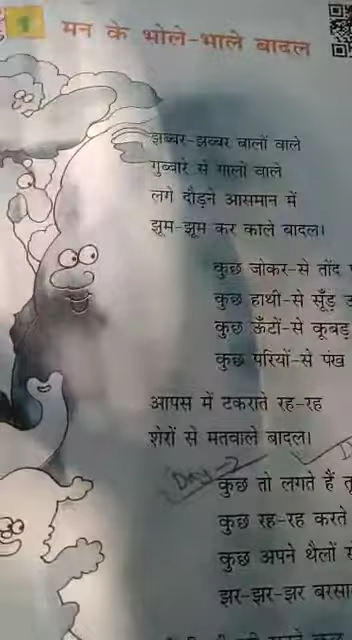 मन के भोले-भाले बादल
झब्बर-झब्बर बालों वाले
गुब्बारे से गालों वाले
लगे दौड़ने आसमान में
झूम-झूम कर काले बादल।
कुछ जोकर-से तोंद
कुछ हाथी-से सूँड़
कुछ ऊँटों-से कूबड़
कुछ परियों-से पंख
आपस में टकराते रह-रह
शेरों से मतवाले बादल।
Day-2
कुछ तो लगते हैं
कुछ रह-रह करते
कुछ अपने थैलों
झर-झर-झर बरसा